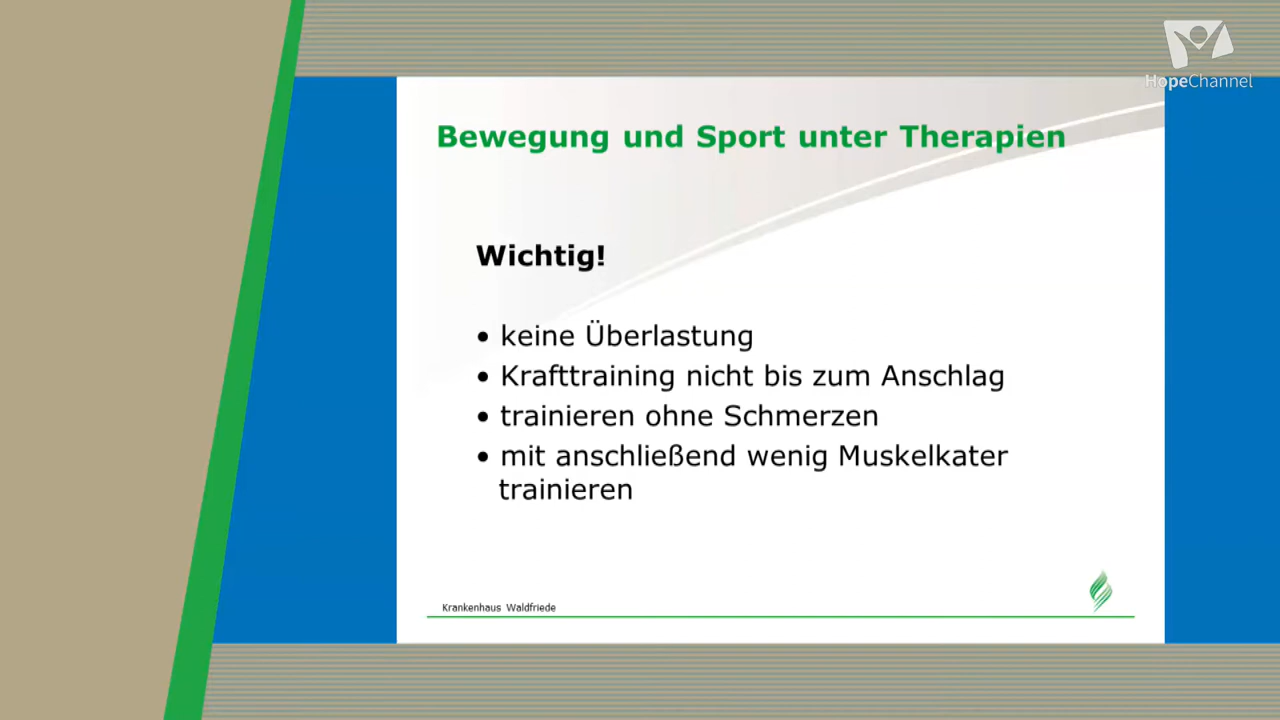 HopeChannel
Bewegung und Sport unter Therapien
Wichtig!
• keine Überlastung
• Krafttraining nicht bis zum Anschlag
• trainieren ohne Schmerzen
• mit anschließend wenig Muskelkater
trainieren
Krankenhaus Waldfriede